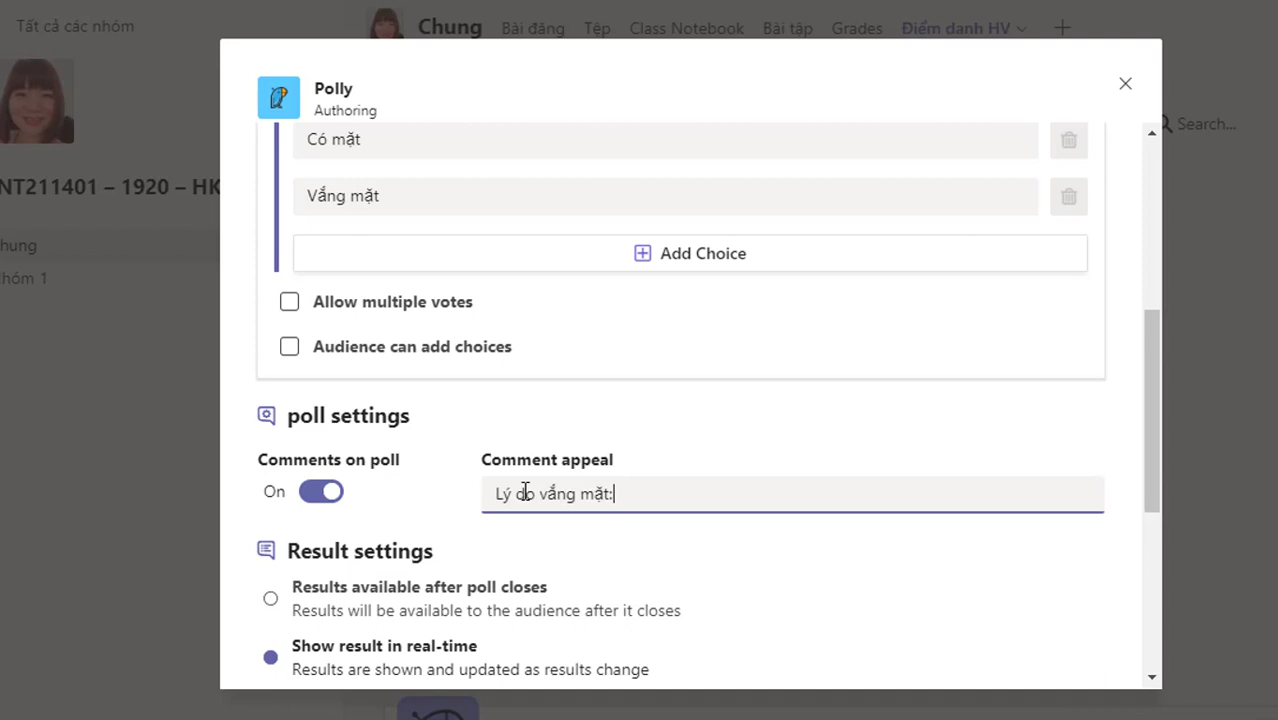 Tất cả các nhóm
Chung Bài đăng Tệp Class Notebook Bài tập Grades Điểm danh HV
Polly
Authoring
Search...
NT211401 – 1920 – HK
hung
hóm 1
Có mặt
Vắng mặt
Add Choice
Allow multiple votes
Audience can add choices
poll settings
Comments on poll
Comment appeal
On
Lý do vắng mặt:
Result settings
Results available after poll closes
Results will be available to the audience after it closes
Show result in real-time
Results are shown and updated as results change